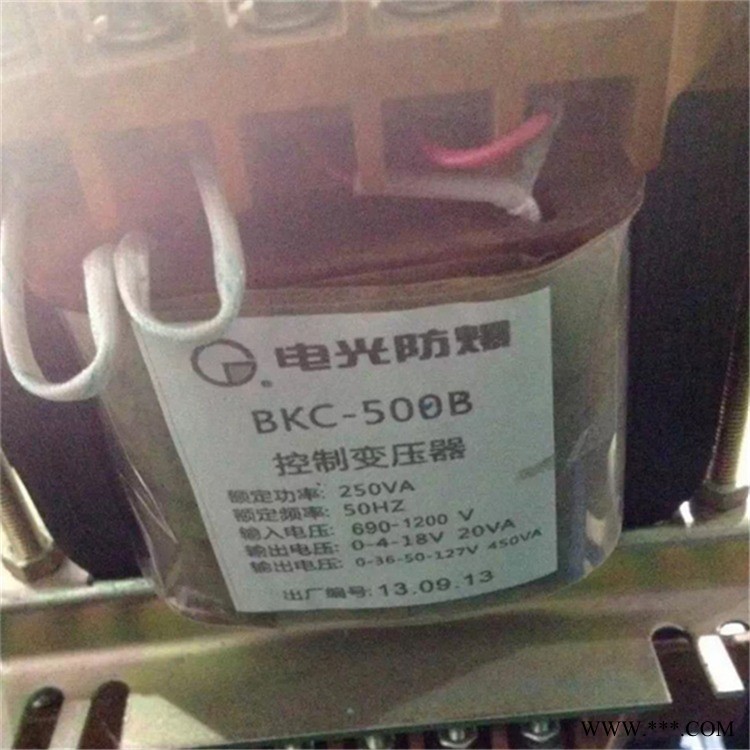 电光防爆
BKC-500B
控制变压器
额定功率: 250VA
额定频率: 50HZ
输入电压: 690-1200 V
输出电压: 0-4-18V 20VA
输出电压: 0-36-50-127V 450VA
出厂编号: 13.09.13
WWW.***.COM